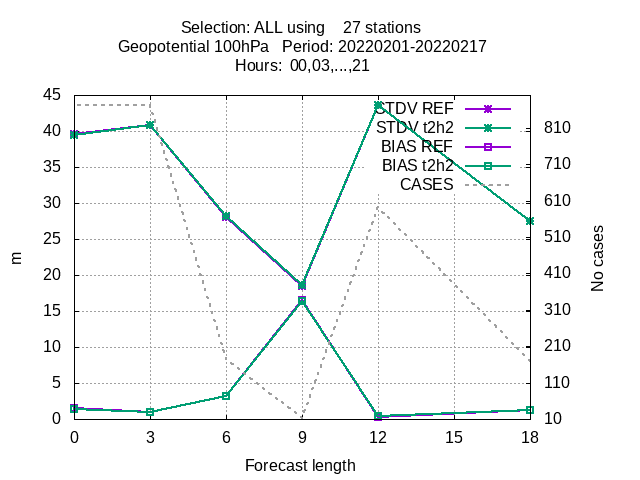 Selection: ALL using    27 stations
Geopotential 100hPa   Period: 20220201-20220217
Hours: 00,03,...,21
STDV REF
STDV t2h2
BIAS REF
BIAS t2h2
CASES
45
40
35
30
25
20
15
10
5
0
m
810
710
610
510
410
310
210
110
10
No cases
0 3 6 9 12 15 18
Forecast length